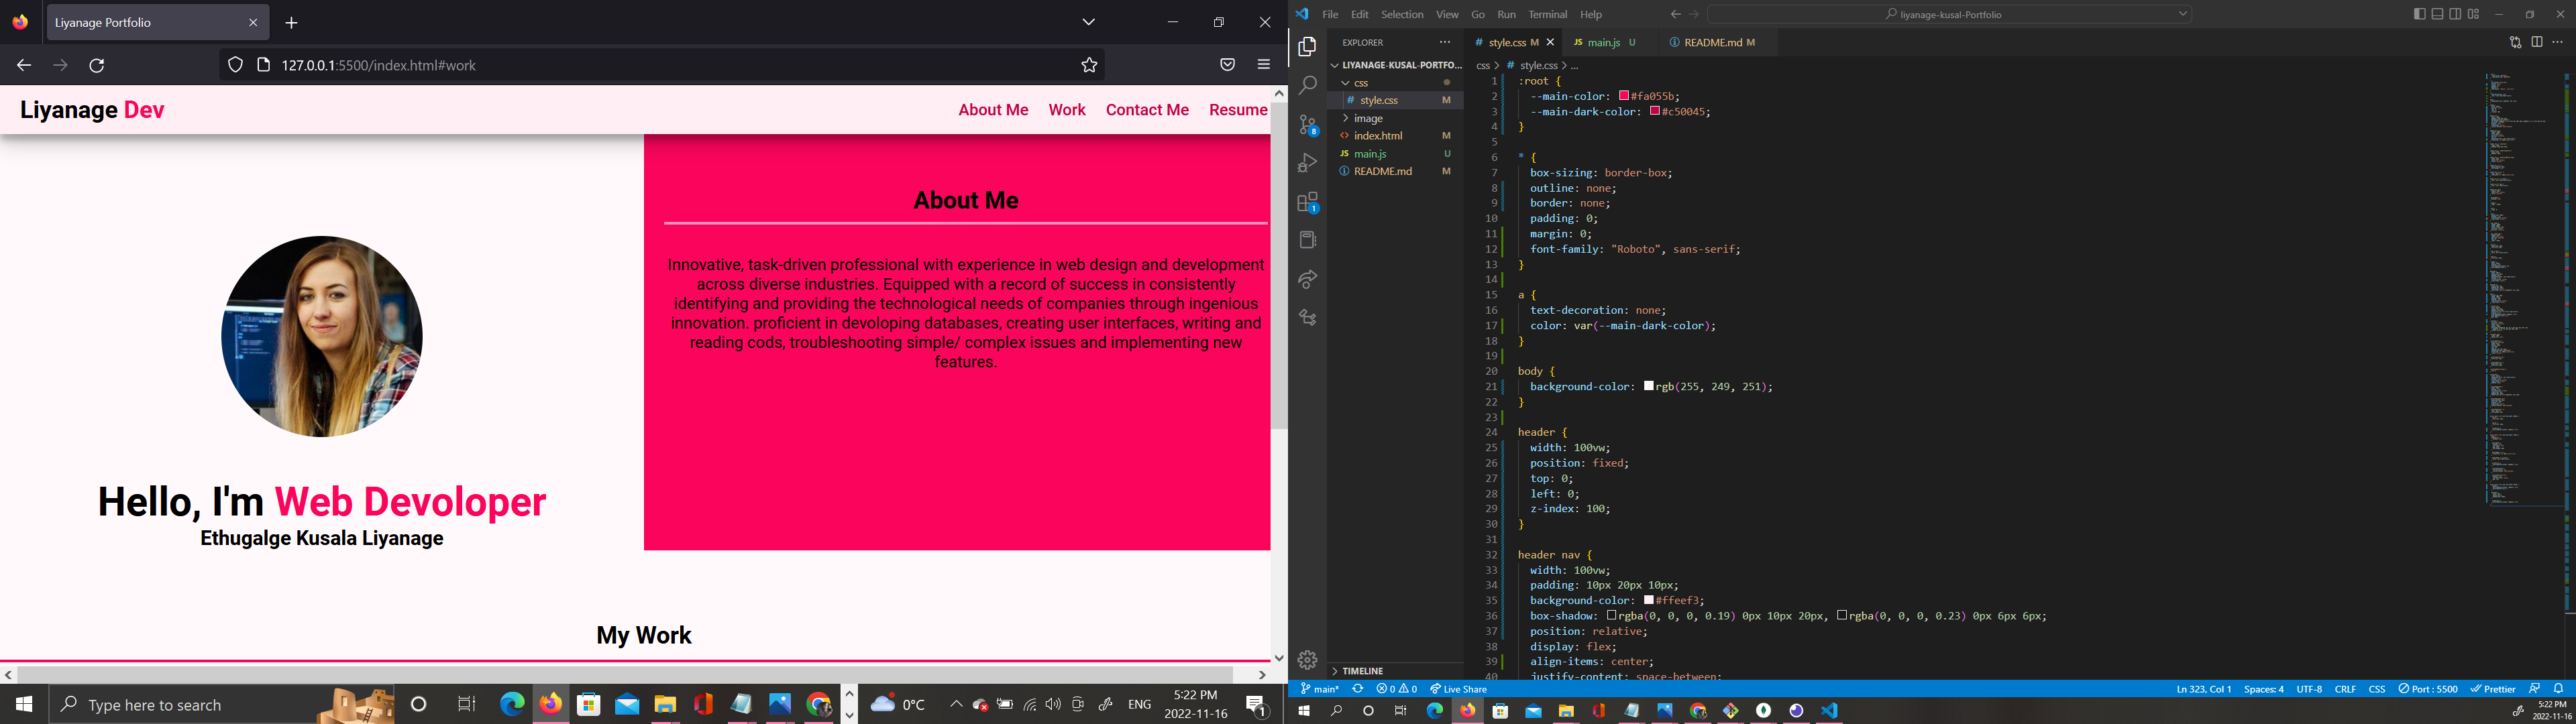 Liyanage Portfolio
127.0.0.1:5500/index.html#work
Liyanage Dev
About Me
Work
Contact Me
Resume
Hello, I'm Web Devoloper
Ethugalge Kusala Liyanage
About Me
Innovative, task-driven professional with experience in web design and development
across diverse industries. Equipped with a record of success in consistently
identifying and providing the technological needs of companies through ingenious
innovation. proficient in devoloping databases, creating user interfaces, writing and
reading cods, troubleshooting simple/ complex issues and implementing new
features.
My Work
Type here to search
0°C
ENG
5:22 PM
2022-11-16
1
File Edit Selection View Go Run Terminal Help
liyanage-kusal-Portfolio
EXPLORER
LIYANAGE-KUSAL-PORTFO...
css
# style.css M
image
<> index.html M
JS main.js U
README.md M
TIMELINE
8
1
# style.css M
JS main.js U
README.md M
css > # style.css > ...
1 :root {
2 --main-color: #fa055b;
3 --main-dark-color: #c50045;
4 }
5
6 * {
7 box-sizing: border-box;
8 outline: none;
9 border: none;
10 padding: 0;
11 margin: 0;
12 font-family: "Roboto", sans-serif;
13 }
14
15 a {
16 text-decoration: none;
17 color: var(--main-dark-color);
18 }
19
20 body {
21 background-color: rgb(255, 249, 251);
22 }
23
24 header {
25 width: 100vw;
26 position: fixed;
27 top: 0;
28 left: 0;
29 z-index: 100;
30 }
31
32 header nav {
33 width: 100vw;
34 padding: 10px 20px 10px;
35 background-color: #ffeef3;
36 box-shadow: rgba(0, 0, 0, 0.19) 0px 10px 20px, rgba(0, 0, 0, 0.23) 0px 6px 6px;
37 position: relative;
38 display: flex;
39 align-items: center;
40 justify-content: space-between;
main*
0 0
Live Share
Ln 323, Col 1
Spaces: 4
UTF-8
CRLF
CSS
Port : 5500
Prettier
5:22 PM
2022-11-16